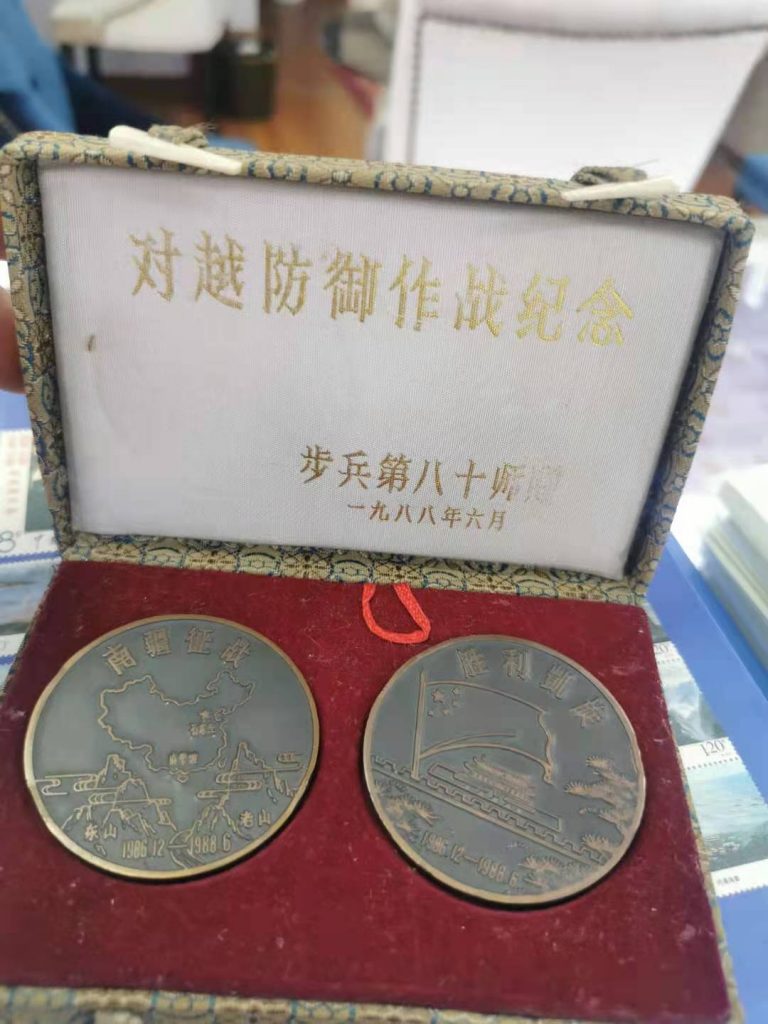 对越防御作战纪念
步兵第八十师
一九八八年六月
南疆征战
老山
1986 12 — 1988 6
胜利凯旋
1986.12—1988.6
120